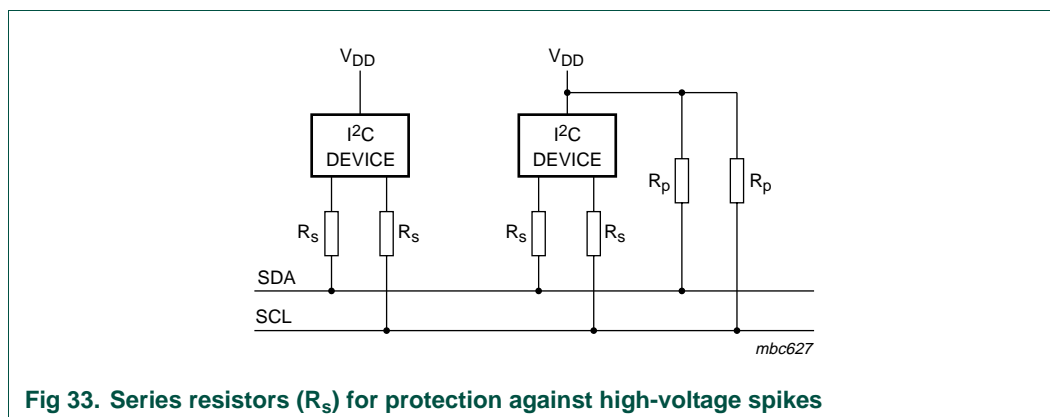 VDD
VDD
I2C
DEVICE
I2C
DEVICE
Rp
Rp
Rs
Rs
Rs
Rs
SDA
SCL
mbc627
Fig 33. Series resistors (Rs) for protection against high-voltage spikes